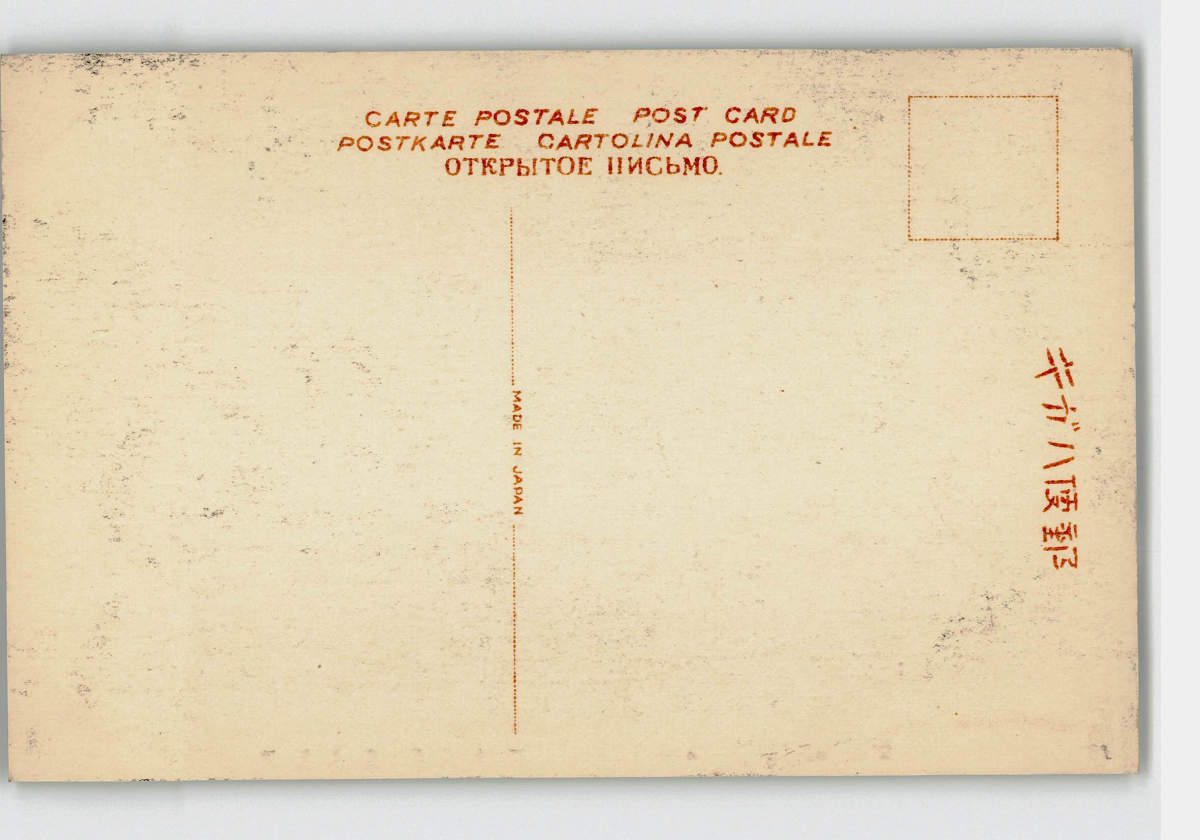 CARTE POSTALE POST CARD
POSTKARTE CARTOLINA POSTALE
ОТКРЫТОЕ ПИСЬМО.
MADE IN JAPAN
郵便ハガキ